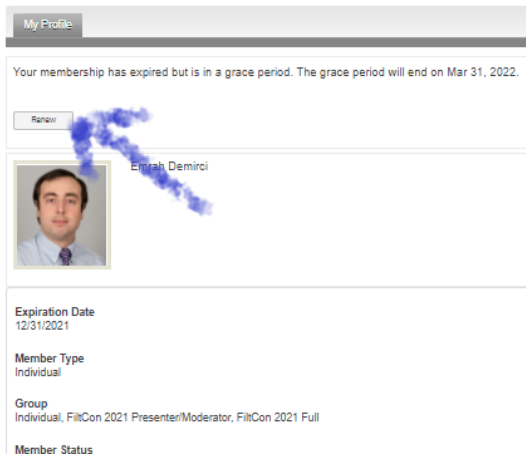 My Profile
Your membership has expired but is in a grace period. The grace period will end on Mar 31, 2022.
Renew
Emrah Demirci
Expiration Date
12/31/2021
Member Type
Individual
Group
Individual, FiltCon 2021 Presenter/Moderator, FiltCon 2021 Full
Member Status